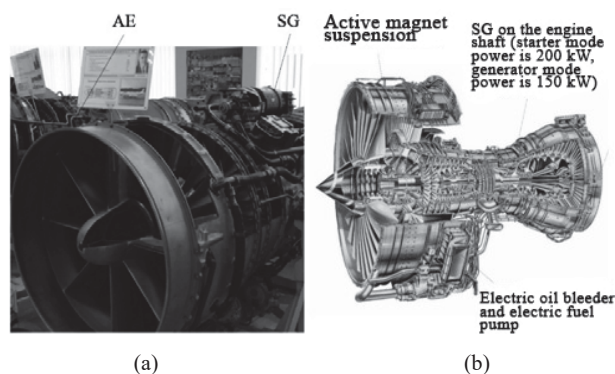 AE
SG
Active magnet
suspension
SG on the engine
shaft (starter mode
power is 200 kW,
generator mode
power is 150 kW)
Electric oil bleeder
and electric fuel
pump
(a)
(b)